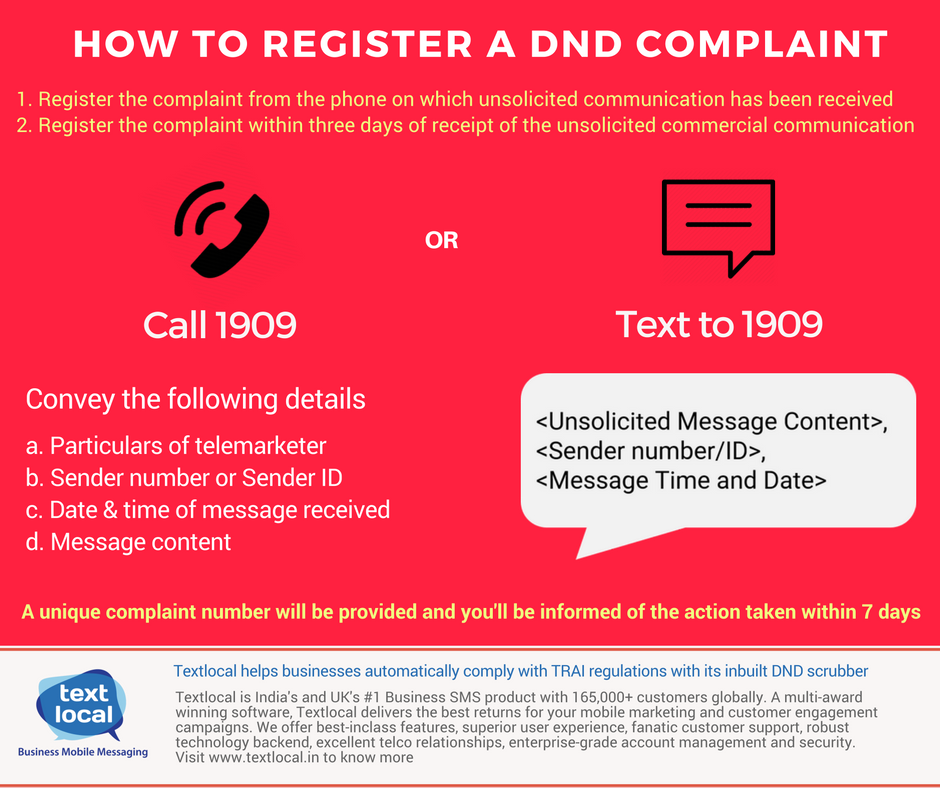 HOW TO REGISTER A DND COMPLAINT
1. Register the complaint from the phone on which unsolicited communication has been received
2. Register the complaint within three days of receipt of the unsolicited commercial communication
OR
Call 1909
Convey the following details
a. Particulars of telemarketer
b. Sender number or Sender ID
c. Date & time of message received
d. Message content
Text to 1909
<Unsolicited Message Content>,
<Sender number/ID>,
<Message Time and Date>
A unique complaint number will be provided and you'll be informed of the action taken within 7 days
text
local
Business Mobile Messaging
Textlocal helps businesses automatically comply with TRAI regulations with its inbuilt DND scrubber
Textlocal is India's and UK's #1 Business SMS product with 165,000+ customers globally. A multi-award
winning software, Textlocal delivers the best returns for your mobile marketing and customer engagement
campaigns. We offer best-inclass features, superior user experience, fanatic customer support, robust
technology backend, excellent telco relationships, enterprise-grade account management and security.
Visit www.textlocal.in to know more